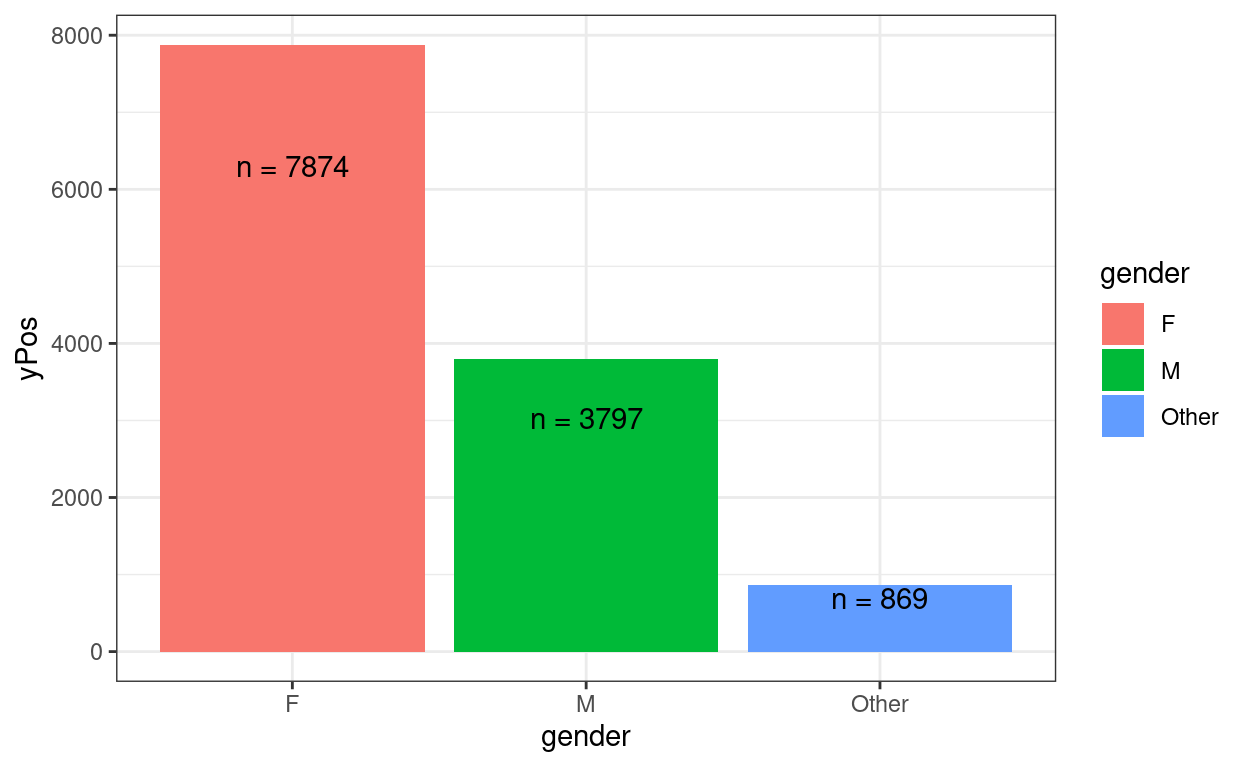 8000
6000
4000
2000
0
yPos
n = 7874
n = 3797
n = 869
F
M
Other
gender
gender
F
M
Other